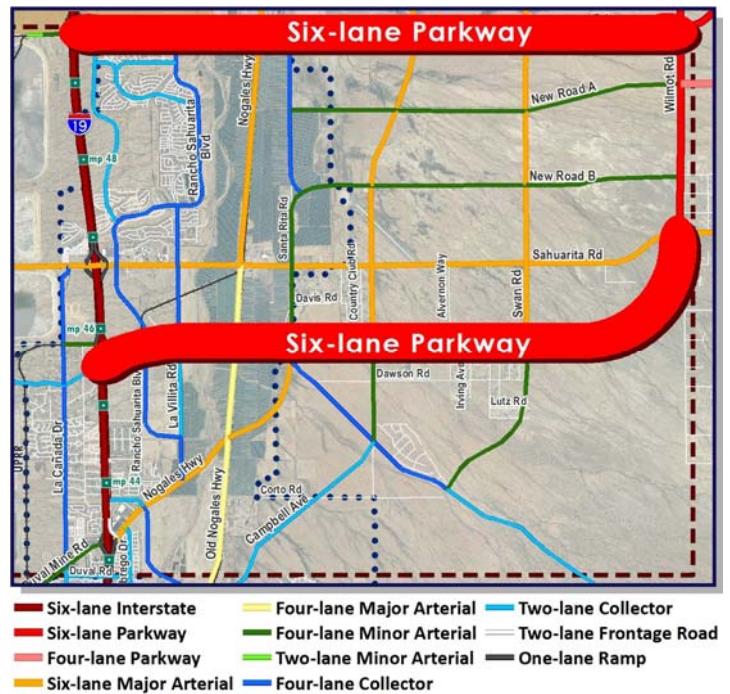 Six-lane Parkway
Nogales Hwy
Wilmot Rd
New Road A
19
mp 48
Rancho Sahuarita
Blvd
New Road B
Santa Rita Rd
Country Club Rd
Sahuarita Rd
Alvernon Way
Swan Rd
Davis Rd
mp 46
Six-lane Parkway
Rancho Sahuarita Blv
La Villita Rd
Dawson Rd
Irving Ave
Lutz Rd
La Cañada Dr
UPRR
mp 44
Nogales Hwy
Old Nogales Hwy
Corto Rd
Campbell Ave
Duval Mine Rd
Duval Rd
brego Dr
Six-lane Interstate
Six-lane Parkway
Four-lane Parkway
Six-lane Major Arterial
Four-lane Major Arterial
Four-lane Minor Arterial
Two-lane Minor Arterial
Four-lane Collector
Two-lane Collector
Two-lane Frontage Road
One-lane Ramp